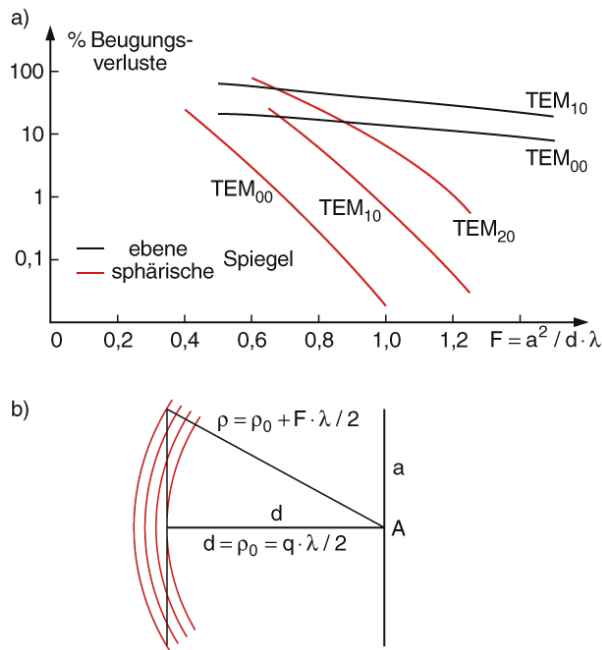 a)
% Beugungs-
verluste
100
10
1
0,1
TEM₁₀
TEM₀₀
TEM₀₀
TEM₁₀
TEM₂₀
ebene
sphärische
Spiegel
0 0,2 0,4 0,6 0,8 1,0 1,2 F = a² / d · λ
b)
ρ = ρ₀ + F · λ / 2
a
d
A
d = ρ₀ = q · λ / 2